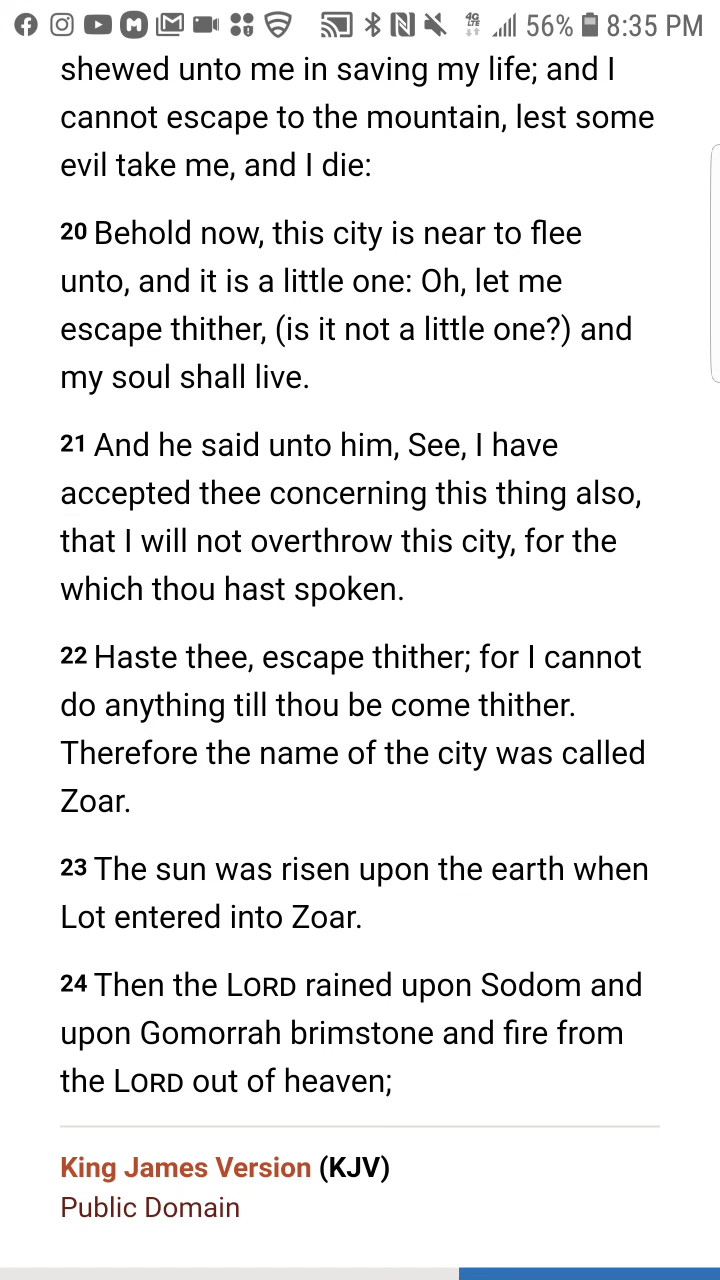 56% 8:35 PM
shewed unto me in saving my life; and I
cannot escape to the mountain, lest some
evil take me, and I die:
20 Behold now, this city is near to flee
unto, and it is a little one: Oh, let me
escape thither, (is it not a little one?) and
my soul shall live.
21 And he said unto him, See, I have
accepted thee concerning this thing also,
that I will not overthrow this city, for the
which thou hast spoken.
22 Haste thee, escape thither; for I cannot
do anything till thou be come thither.
Therefore the name of the city was called
Zoar.
23 The sun was risen upon the earth when
Lot entered into Zoar.
24 Then the LORD rained upon Sodom and
upon Gomorrah brimstone and fire from
the LORD out of heaven;
King James Version (KJV)
Public Domain